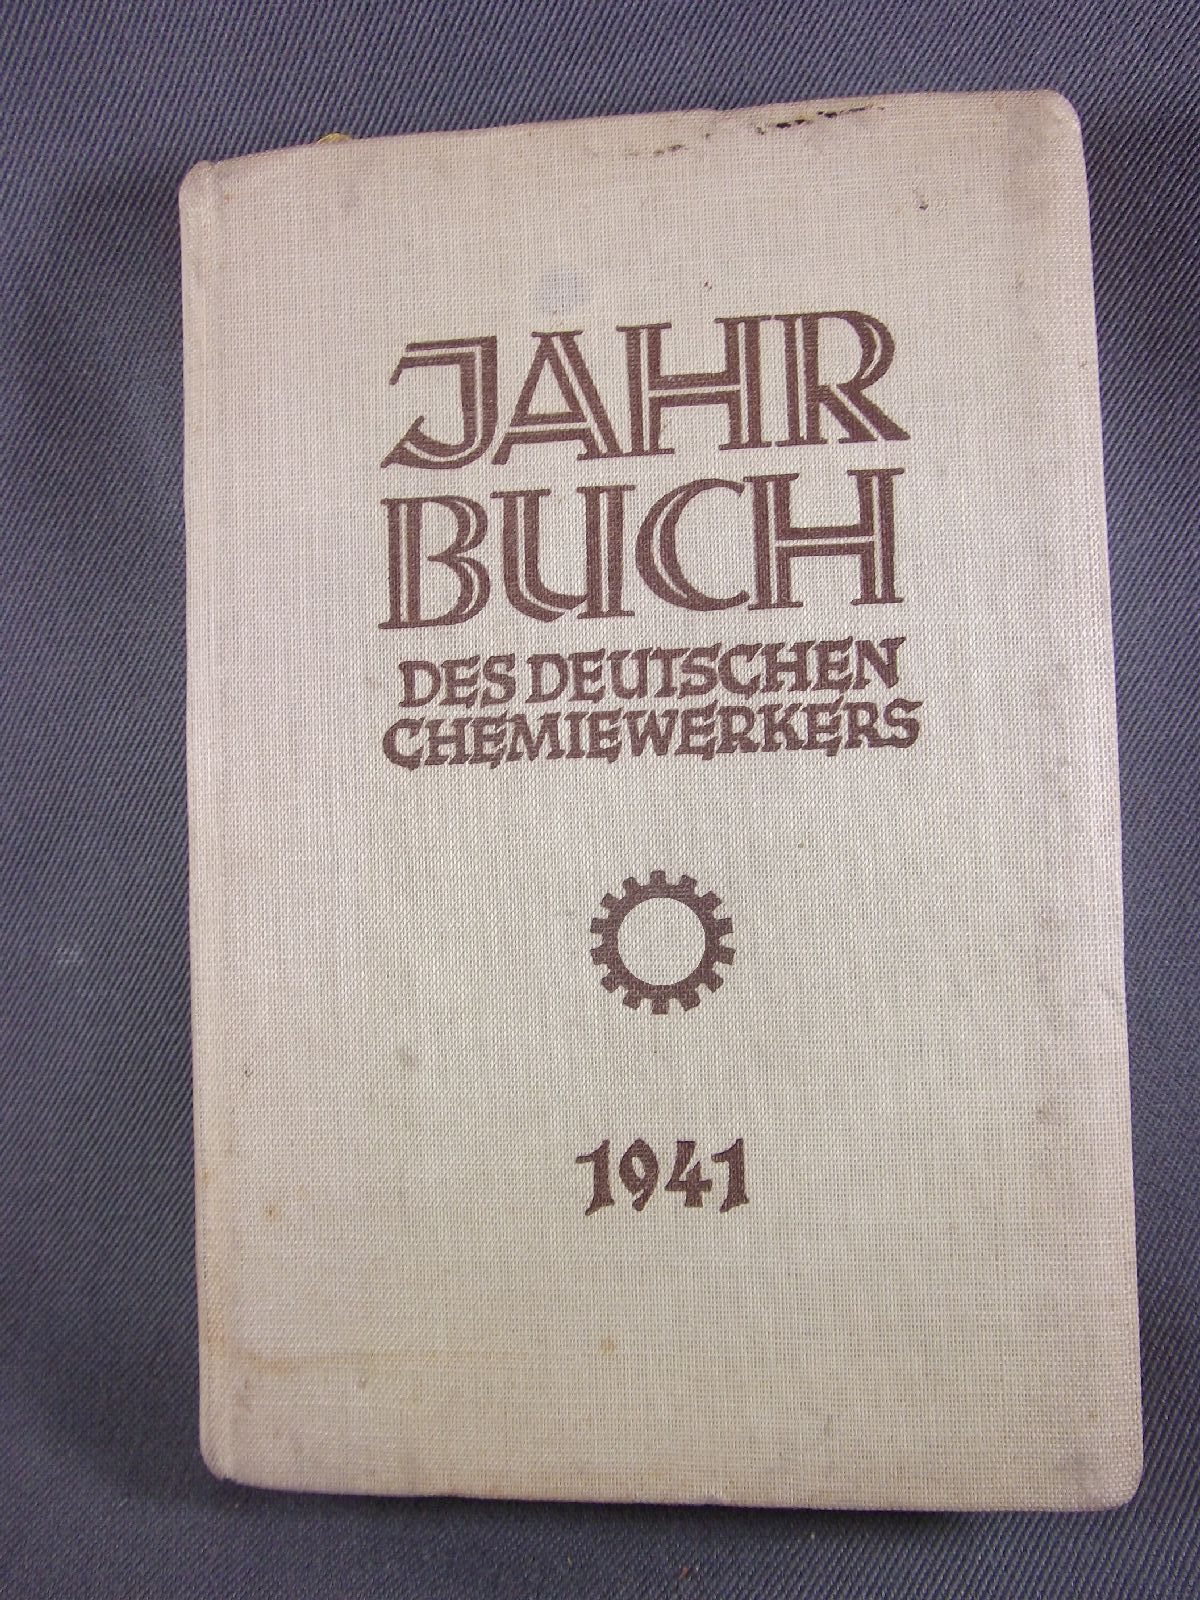 JAHR
BUCH
DES DEUTSCHEN
CHEMIEWERKERS
1941